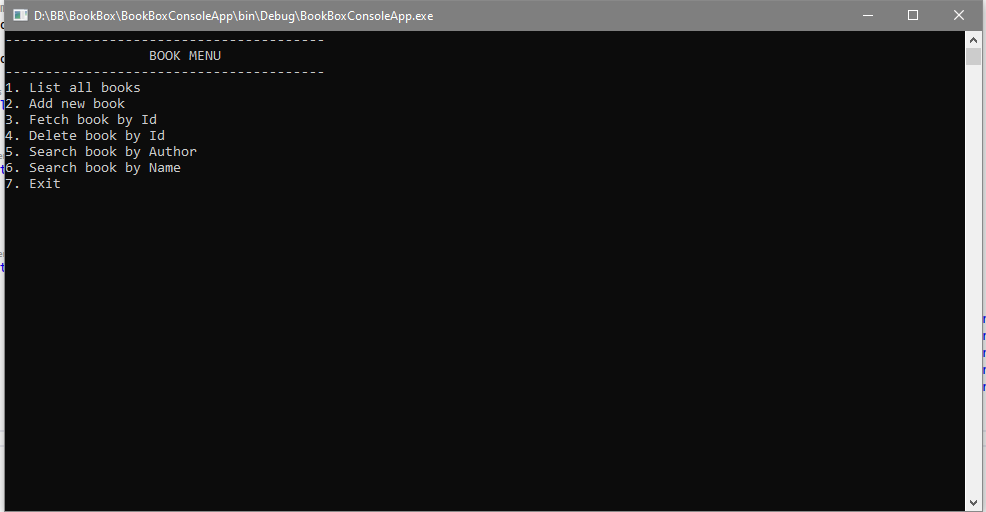 D:\BB\BookBox\BookBoxConsoleApp\bin\Debug\BookBoxConsoleApp.exe
----------------------------------------
BOOK MENU
----------------------------------------
1. List all books
2. Add new book
3. Fetch book by Id
4. Delete book by Id
5. Search book by Author
6. Search book by Name
7. Exit